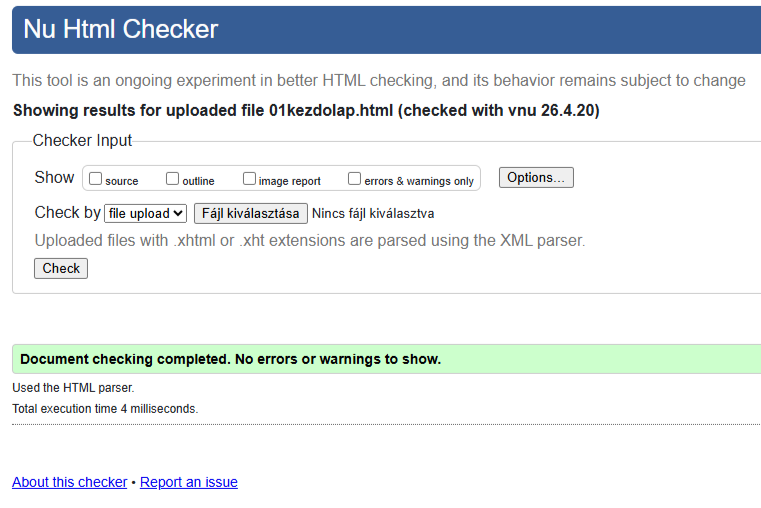 Nu Html Checker
This tool is an ongoing experiment in better HTML checking, and its behavior remains subject to change
Showing results for uploaded file 01kezdolap.html (checked with vnu 26.4.20)
Checker Input
Show source outline image report errors & warnings only Options...
Check by file upload Fájl kiválasztása Nincs fájl kiválasztva
Uploaded files with .xhtml or .xht extensions are parsed using the XML parser.
Check
Document checking completed. No errors or warnings to show.
Used the HTML parser.
Total execution time 4 milliseconds.
About this checker • Report an issue